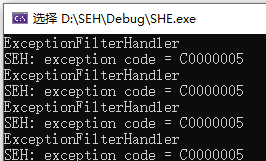 选择 D:\SEH\Debug\SHE.exe
ExceptionFilterHandler
SEH: exception code = C0000005
ExceptionFilterHandler
SEH: exception code = C0000005
ExceptionFilterHandler
SEH: exception code = C0000005
ExceptionFilterHandler
SEH: exception code = C0000005